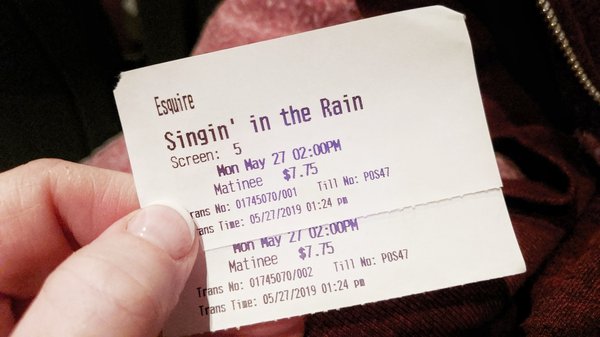 Esquire
Singin' in the Rain
Screen: 5
Mon May 27 02:00PM
Matinee $7.75
rans No: 01745070/001 Till No: POS47
rans Time: 05/27/2019 01:24 pm
Mon May 27 02:00PM
Matinee $7.75
Trans No: 01745070/002 Till No: POS47
Trans Time: 05/27/2019 01:24 pm